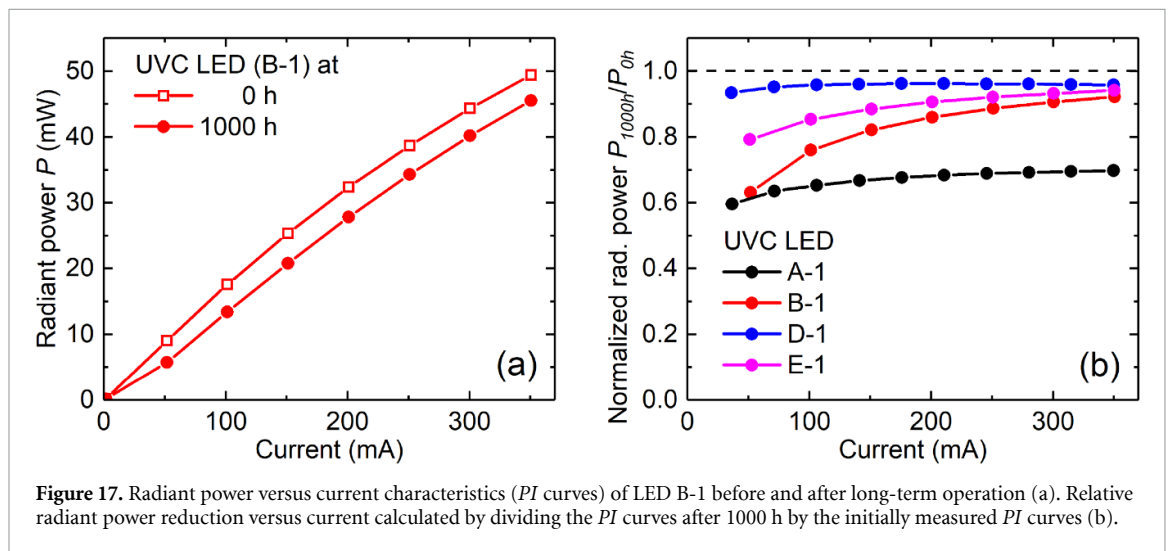 50
40
30
20
10
0
Radiant power P (mW)
UVC LED (B-1) at
0 h
1000 h
(a)
0
100
200
300
Current (mA)
1.0
0.8
0.6
0.4
0.2
0.0
Normalized rad. power P1000h/P0h
UVC LED
A-1
B-1
D-1
E-1
(b)
0
100
200
300
Current (mA)
Figure 17. Radiant power versus current characteristics (PI curves) of LED B-1 before and after long-term operation (a). Relative
radiant power reduction versus current calculated by dividing the PI curves after 1000 h by the initially measured PI curves (b).